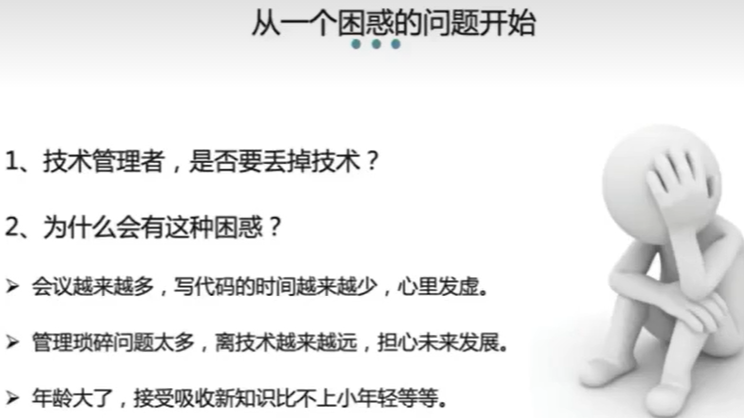 从一个困惑的问题开始
1、技术管理者，是否要丢掉技术？
2、为什么会有这种困惑？
➢ 会议越来越多，写代码的时间越来越少，心里发虚。
➢ 管理琐碎问题太多，离技术越来越远，担心未来发展。
➢ 年龄大了，接受吸收新知识比不上小年轻等等。